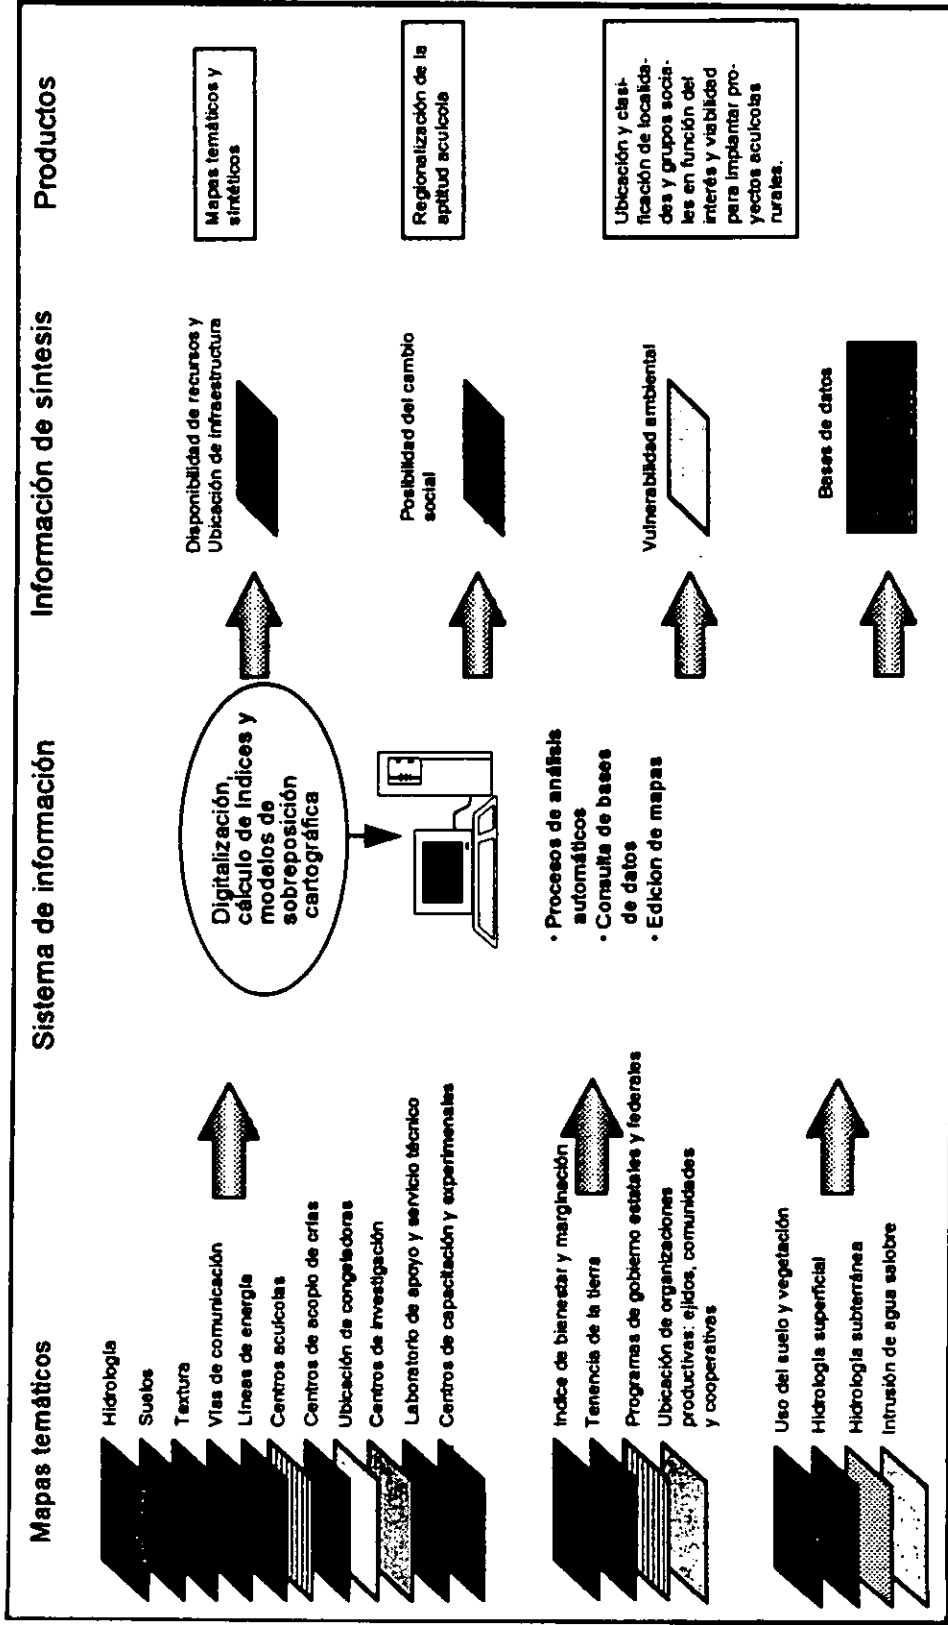 Mapas temáticos
Hidrología
Suelos
Textura
Vías de comunicación
Líneas de energía
Centros acuícolas
Centros de acopio de crías
Ubicación de congeladoras
Centros de investigación
Laboratorio de apoyo y servicio técnico
Centros de capacitación y experimenales
Indice de bienestar y marginación
Tenencia de la tierra
Programas de gobierno estatales y federales
Ubicación de organizaciones
productivas: ejidos, comunidades
y cooperativas
Uso del suelo y vegetación
Hidrología superficial
Hidrología subterránea
Intrusión de agua salobre
Sistema de información
Digitalización,
cálculo de índices y
modelos de
sobreposición
cartográfica
• Procesos de análisis
automáticos
• Consulta de bases
de datos
• Edicion de mapas
Información de síntesis
Disponibilidad de recursos y
Ubicación de infraestructura
Posibilidad del cambio
social
Vulnerabilidad ambiental
Bases de datos
Productos
Mapas temáticos y
sintéticos
Regionalización de la
aptitud acuícola
Ubicación y clasi-
ficación de localida-
des y grupos socia-
les en función del
interés y viabilidad
para implantar pro-
yectos acuícolas
rurales.